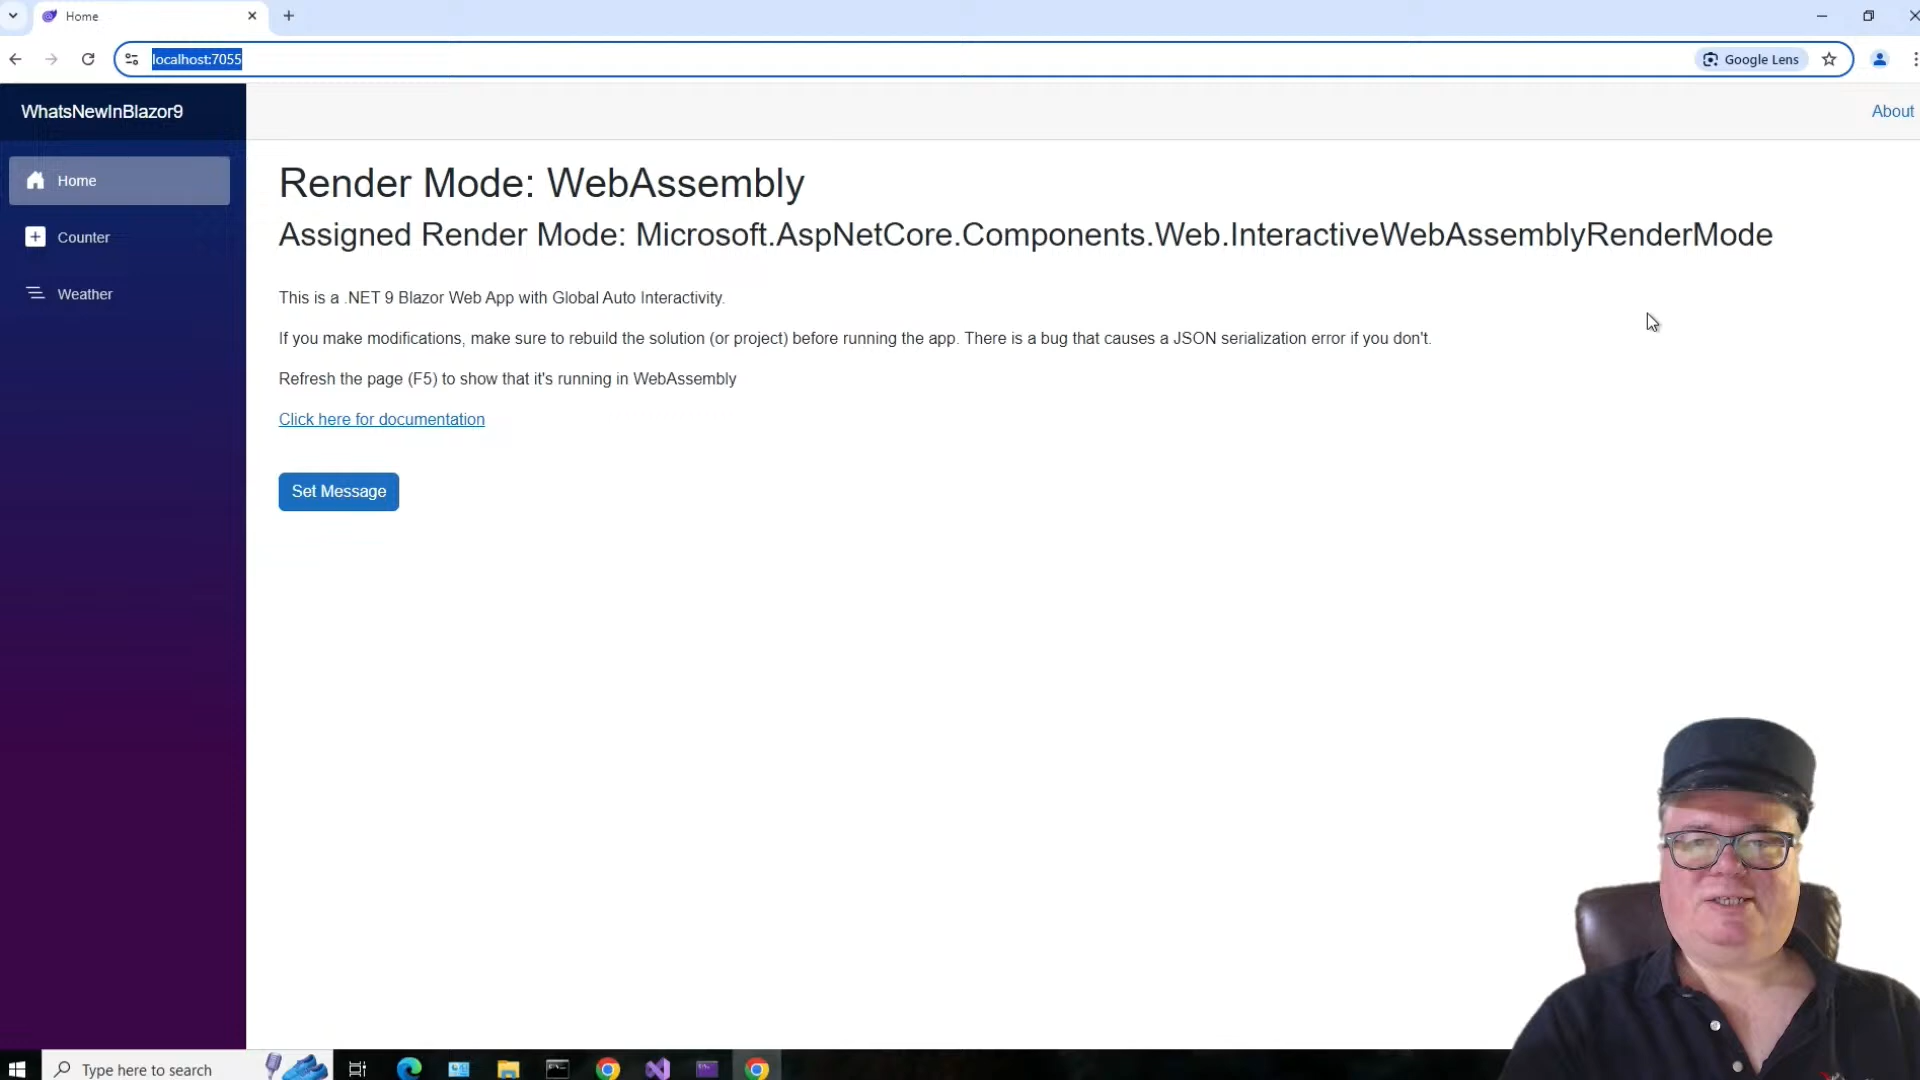 Home
localhost:7055
Google Lens
WhatsNewInBlazor9
About
Home
Counter
Weather
Render Mode: WebAssembly
Assigned Render Mode: Microsoft.AspNetCore.Components.Web.InteractiveWebAssemblyRenderMode
This is a .NET 9 Blazor Web App with Global Auto Interactivity.
If you make modifications, make sure to rebuild the solution (or project) before running the app. There is a bug that causes a JSON serialization error if you don't.
Refresh the page (F5) to show that it's running in WebAssembly
Click here for documentation
Set Message
Type here to search